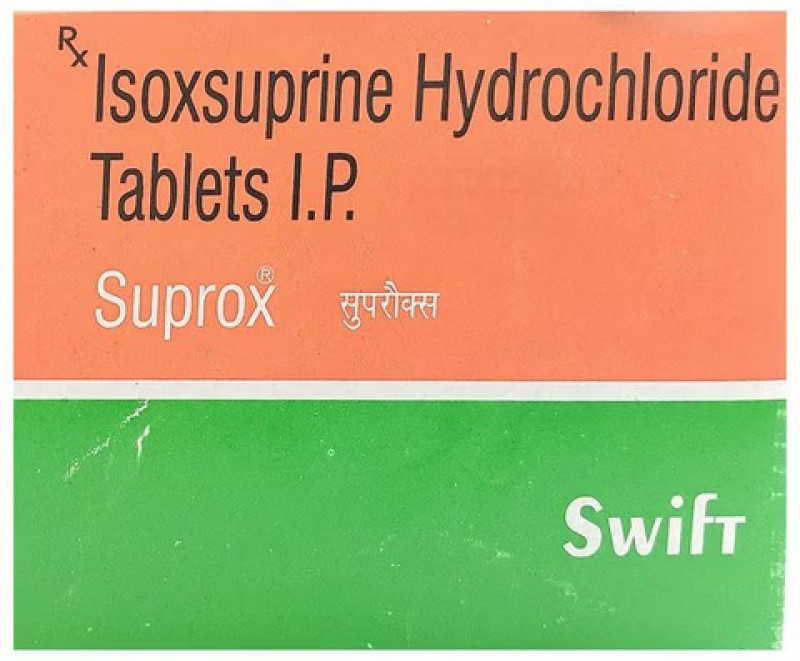 Rx Isoxsuprine Hydrochloride
Tablets I.P.
Suprox® सुपरौक्स
Swift